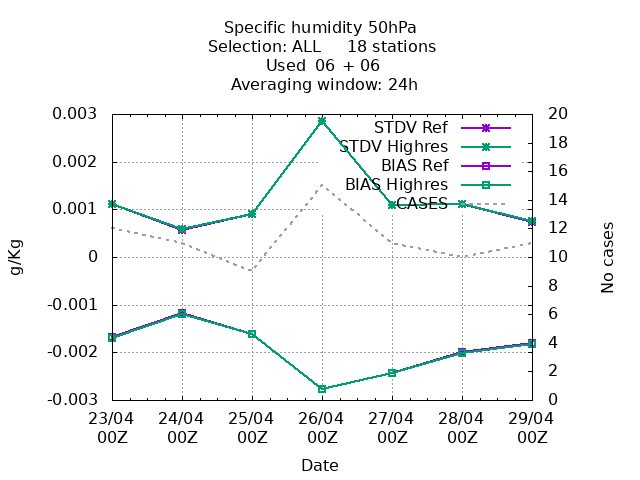 Specific humidity 50hPa
Selection: ALL 18 stations
Used 06 + 06
Averaging window: 24h
0.003
0.002
0.001
0
-0.001
-0.002
-0.003
g/Kg
20
18
16
14
12
10
8
6
4
2
0
No cases
STDV Ref
STDV Highres
BIAS Ref
BIAS Highres
CASES
23/04 24/04 25/04 26/04 27/04 28/04 29/04
00Z 00Z 00Z 00Z 00Z 00Z 00Z
Date